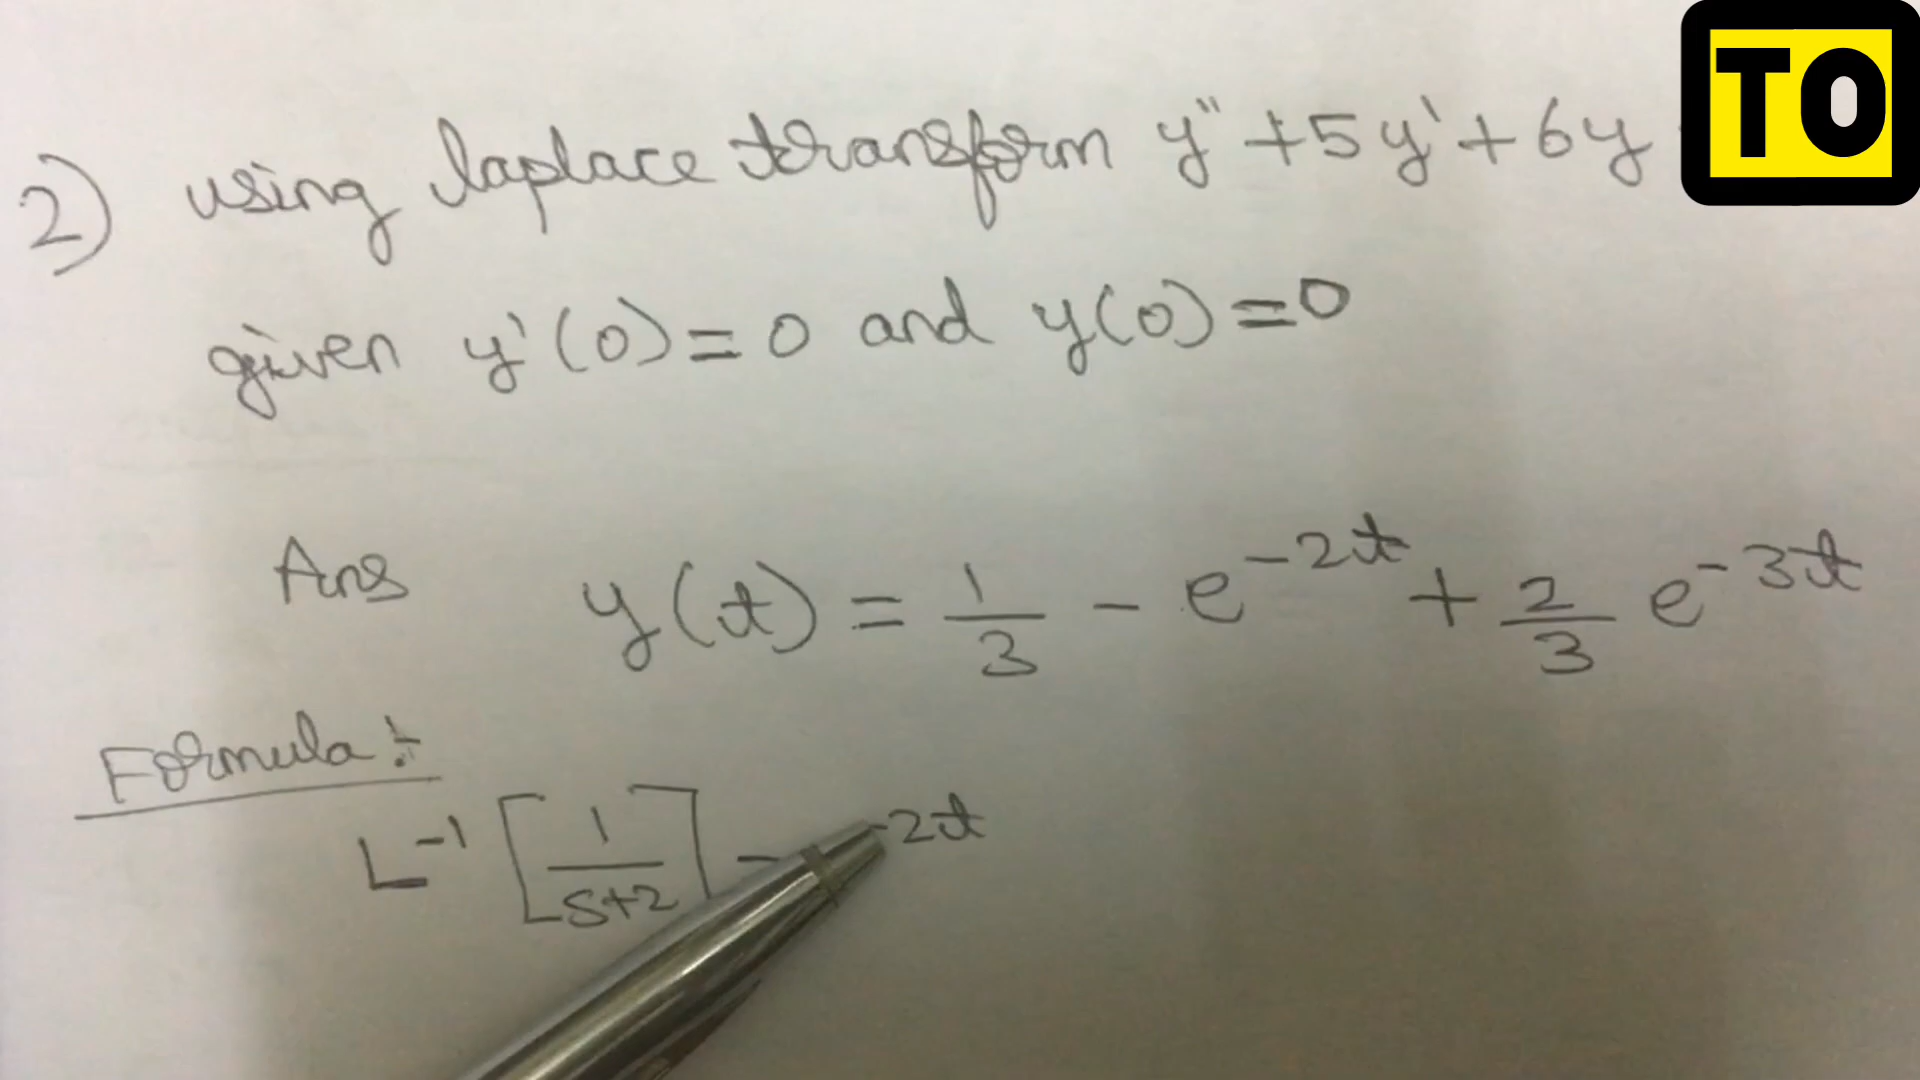 TO
2) using laplace transform y'' + 5y' + 6y
given y'(0) = 0 and y(0) = 0
Ans y(t) = 1/3 - e^-2t + 2/3 e^-3t
Formula :-
L^-1 [1/s+2] = -2t